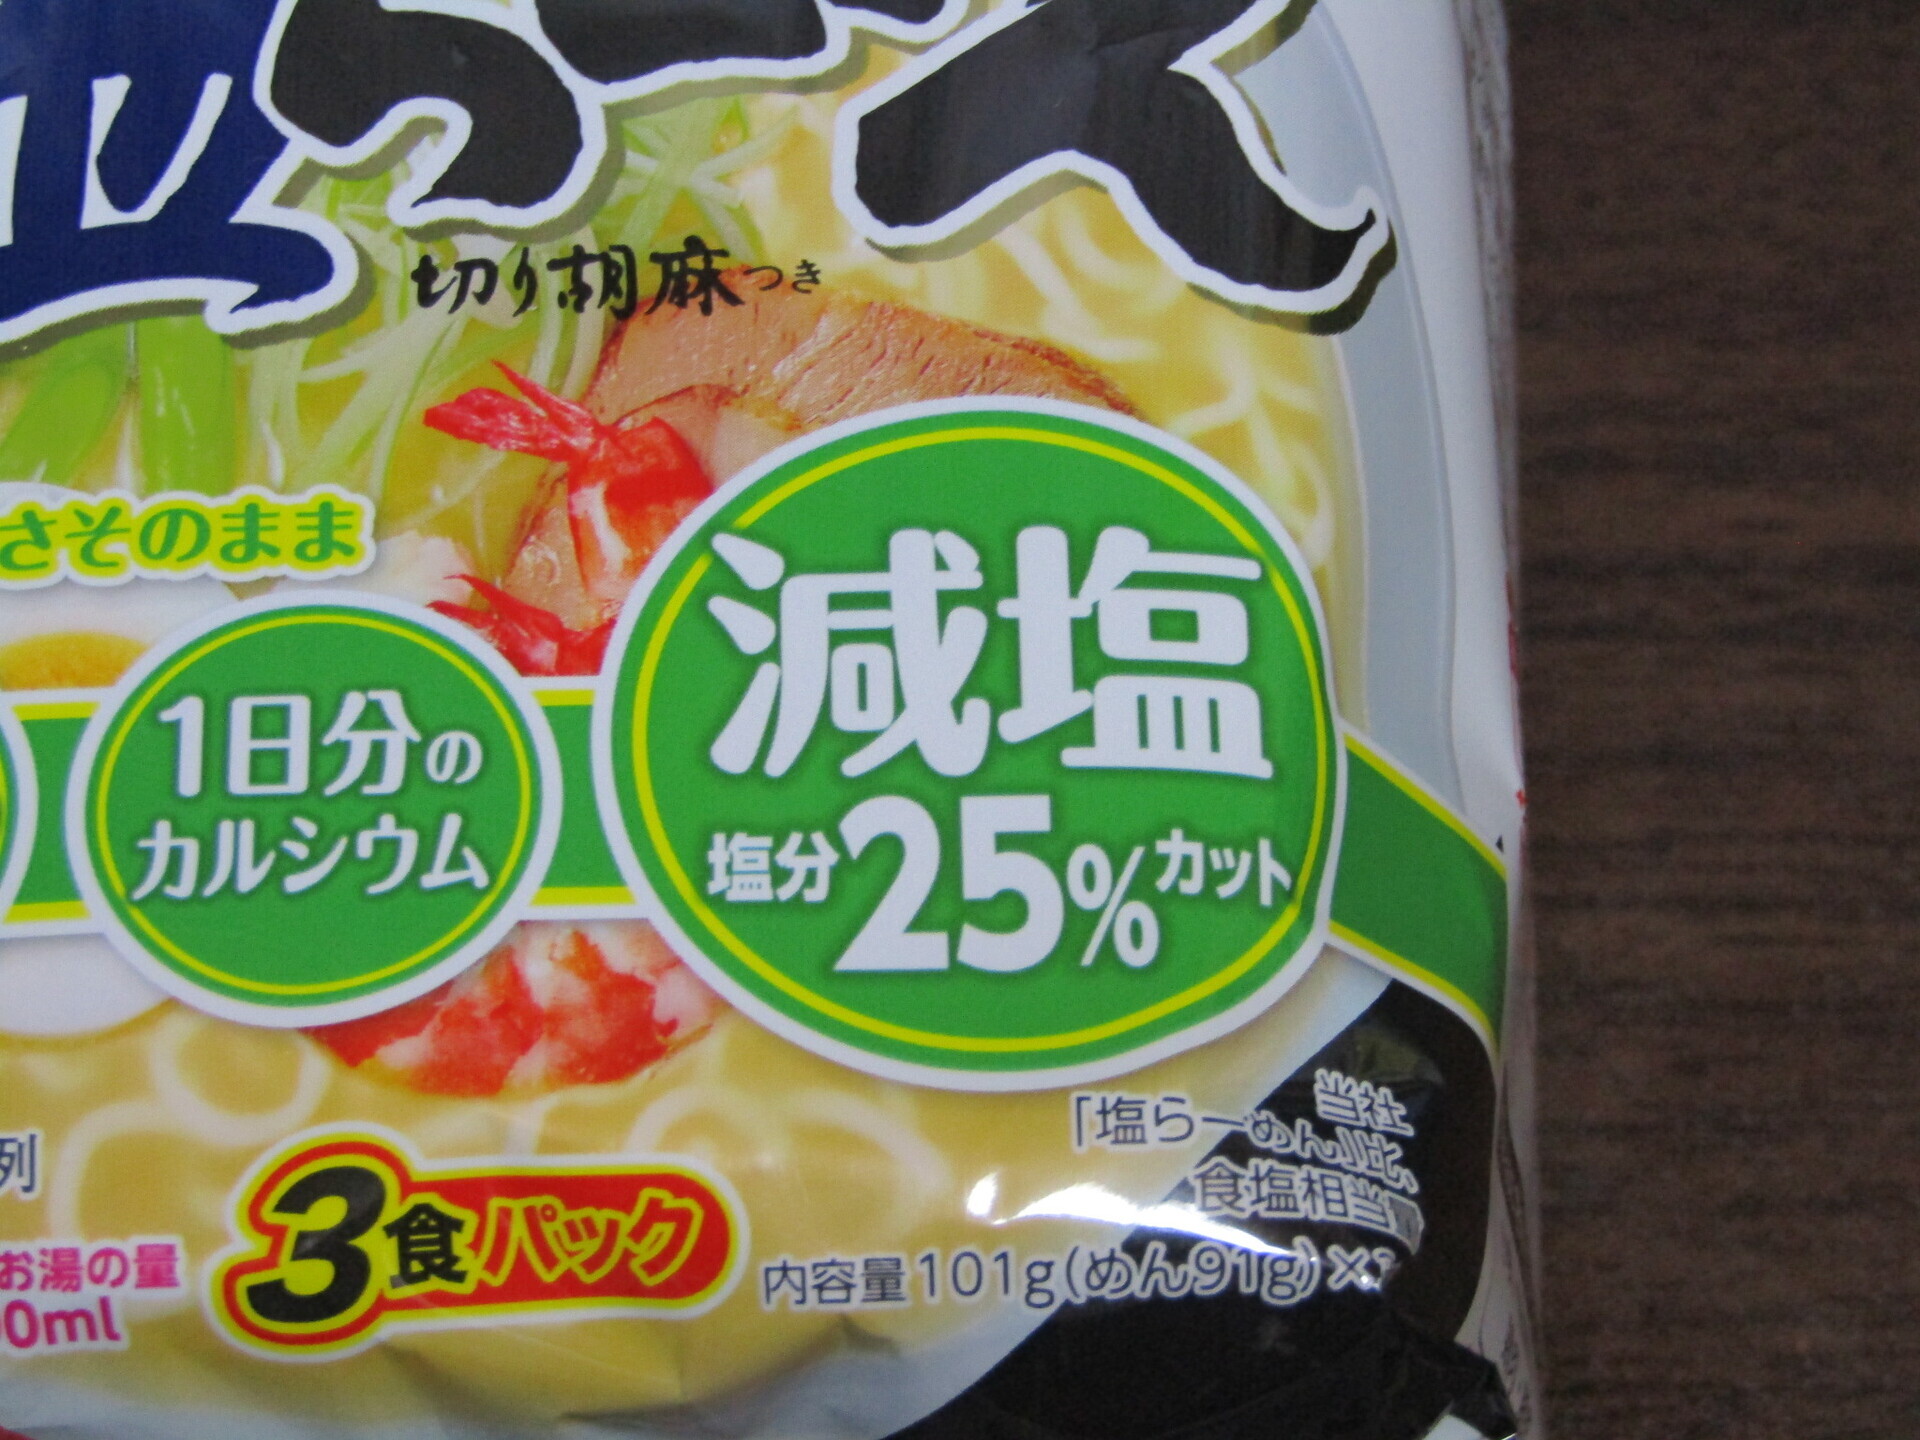 切り胡麻つき
さそのまま
1日分の
カルシウム
減塩
塩分25%カット
当社
「塩らーめん」比、
食塩相当量
列
3食パック
お湯の量
0ml
内容量101g(めん91g)×